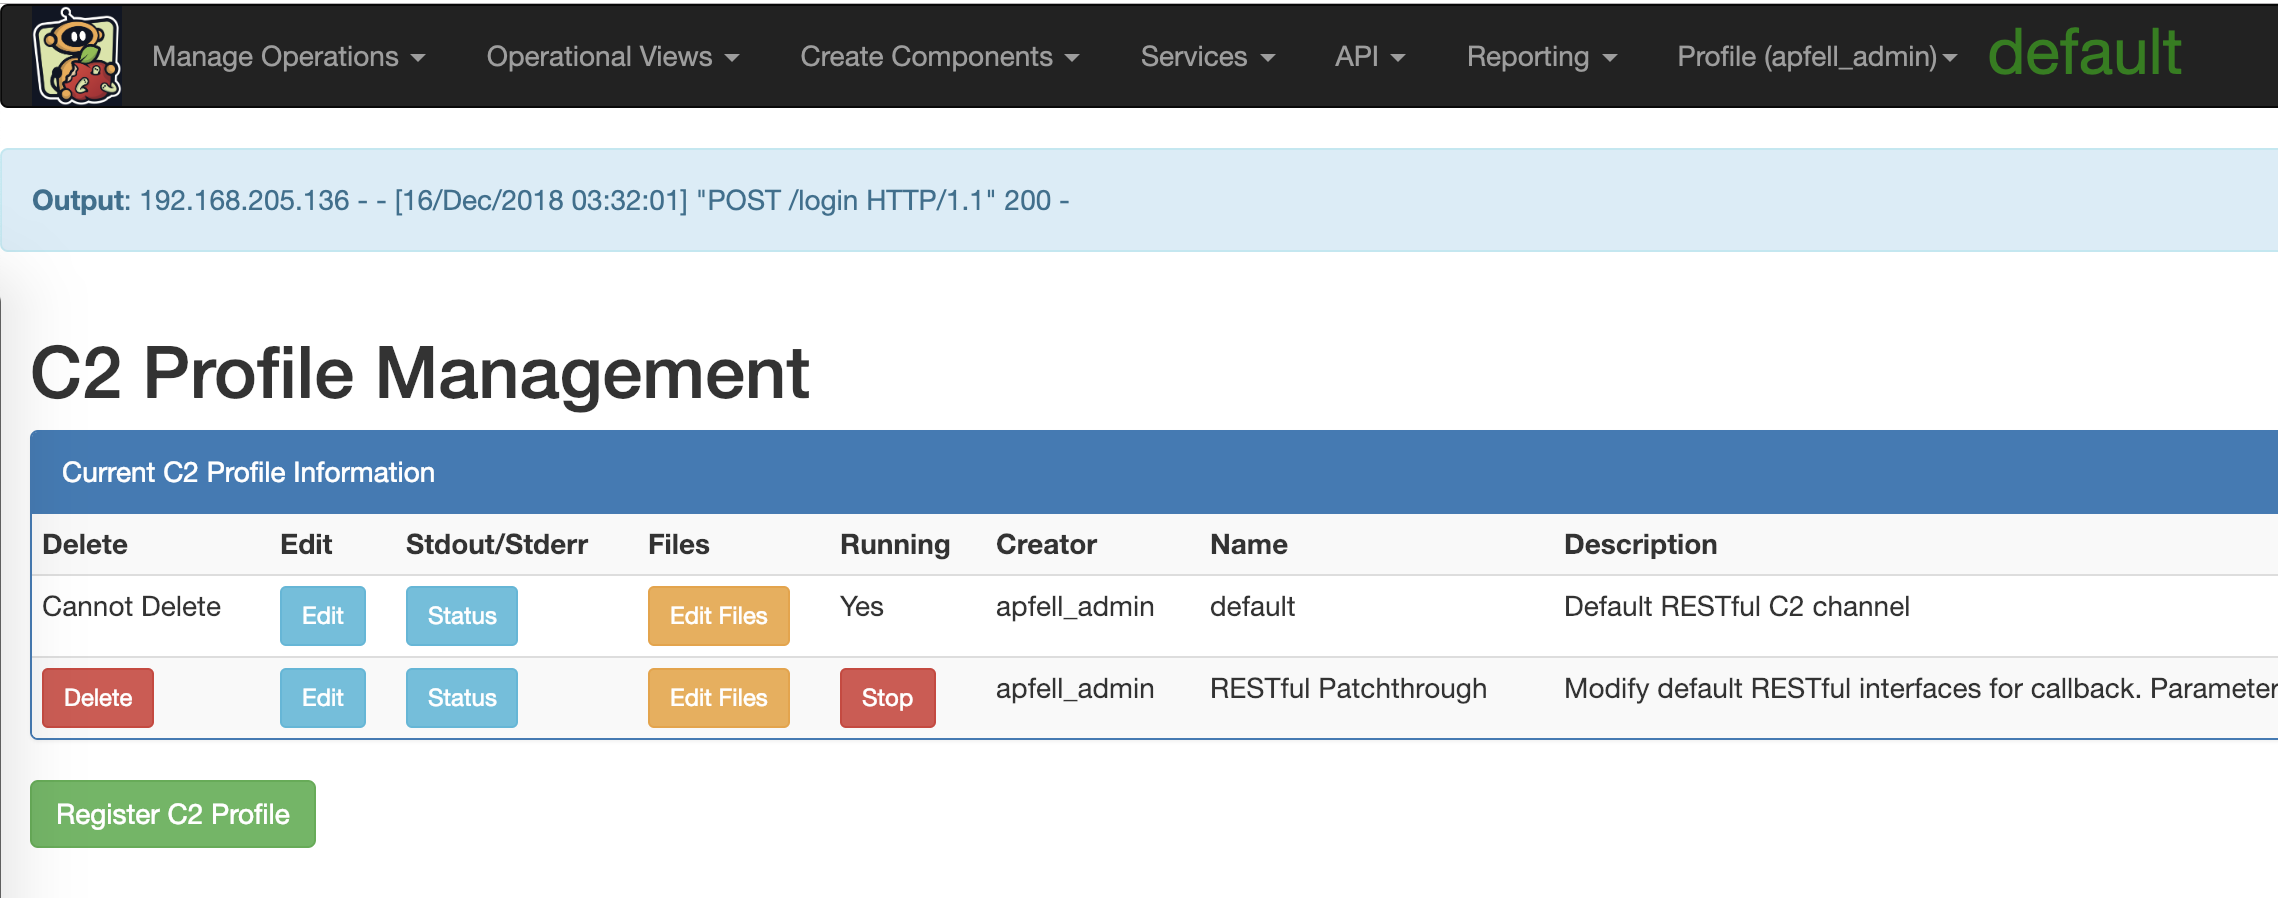 Manage Operations Operational Views Create Components Services API Reporting Profile (apfell_admin) default
Output: 192.168.205.136 - - [16/Dec/2018 03:32:01] "POST /login HTTP/1.1" 200 -
C2 Profile Management
Current C2 Profile Information
Delete Edit Stdout/Stderr Files Running Creator Name Description
Cannot Delete Edit Status Edit Files Yes apfell_admin default Default RESTful C2 channel
Delete Edit Status Edit Files Stop apfell_admin RESTful Patchthrough Modify default RESTful interfaces for callback. Parameter
Register C2 Profile